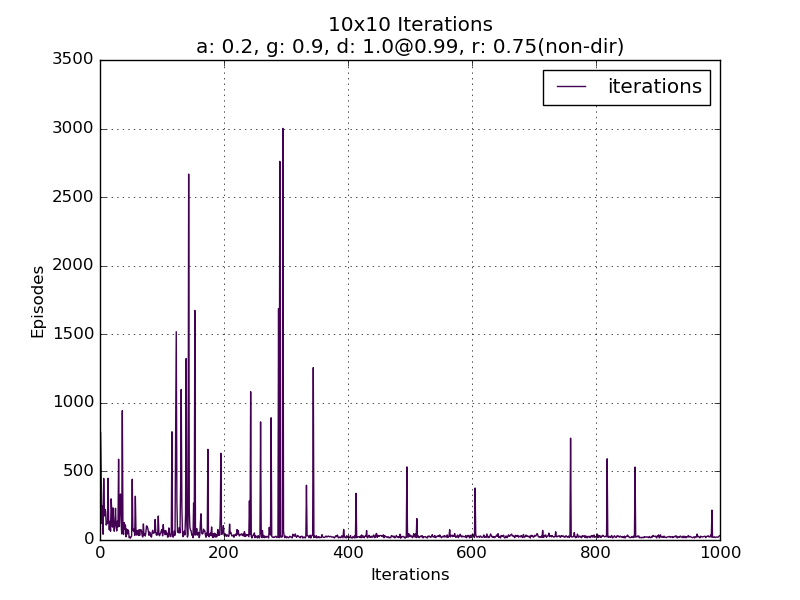 10x10 Iterations
a: 0.2, g: 0.9, d: 1.0@0.99, r: 0.75(non-dir)
iterations
3500
3000
2500
2000
1500
1000
500
0
Episodes
0 200 400 600 800 1000
Iterations